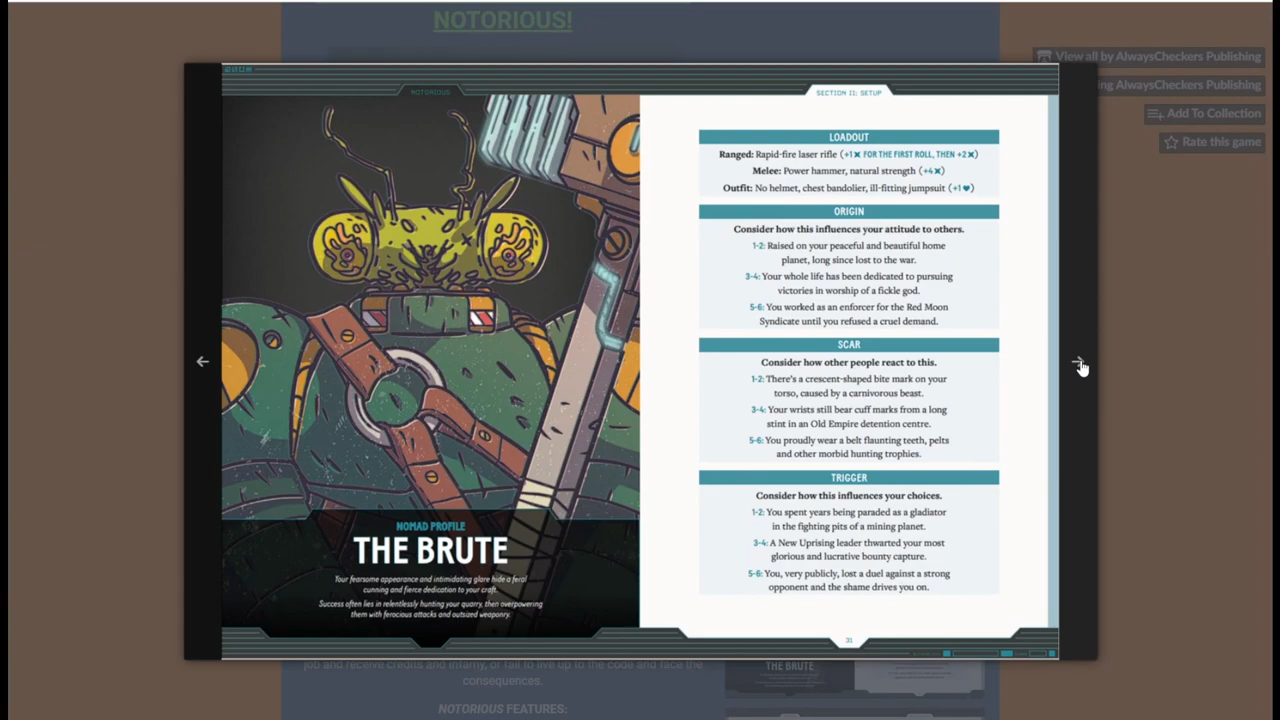 NOTORIOUS!
View all by AlwaysCheckers Publishing
ing AlwaysCheckers Publishing
Add To Collection
Rate this game
NOTORIOUS
NOMAD PROFILE
THE BRUTE
Your fearsome appearance and intimidating glare hide a feral
cunning and fierce dedication to your craft.
Success often lies in relentlessly hunting your quarry, then overpowering
them with ferocious attacks and outsized weaponry.
SECTION II: SETUP
LOADOUT
Ranged: Rapid-fire laser rifle (+1 FOR THE FIRST ROLL, THEN +2)
Melee: Power hammer, natural strength (+4)
Outfit: No helmet, chest bandolier, ill-fitting jumpsuit (+1)
ORIGIN
Consider how this influences your attitude to others.
1-2: Raised on your peaceful and beautiful home
planet, long since lost to the war.
3-4: Your whole life has been dedicated to pursuing
victories in worship of a fickle god.
5-6: You worked as an enforcer for the Red Moon
Syndicate until you refused a cruel demand.
SCAR
Consider how other people react to this.
1-2: There's a crescent-shaped bite mark on your
torso, caused by a carnivorous beast.
3-4: Your wrists still bear cuff marks from a long
stint in an Old Empire detention centre.
5-6: You proudly wear a belt flaunting teeth, pelts
and other morbid hunting trophies.
TRIGGER
Consider how this influences your choices.
1-2: You spent years being paraded as a gladiator
in the fighting pits of a mining planet.
3-4: A New Uprising leader thwarted your most
glorious and lucrative bounty capture.
5-6: You, very publicly, lost a duel against a strong
opponent and the shame drives you on.
31
job and receive credits and infamy, or fail to live up to the code and face the
consequences.
NOTORIOUS FEATURES:
THE BRUTE